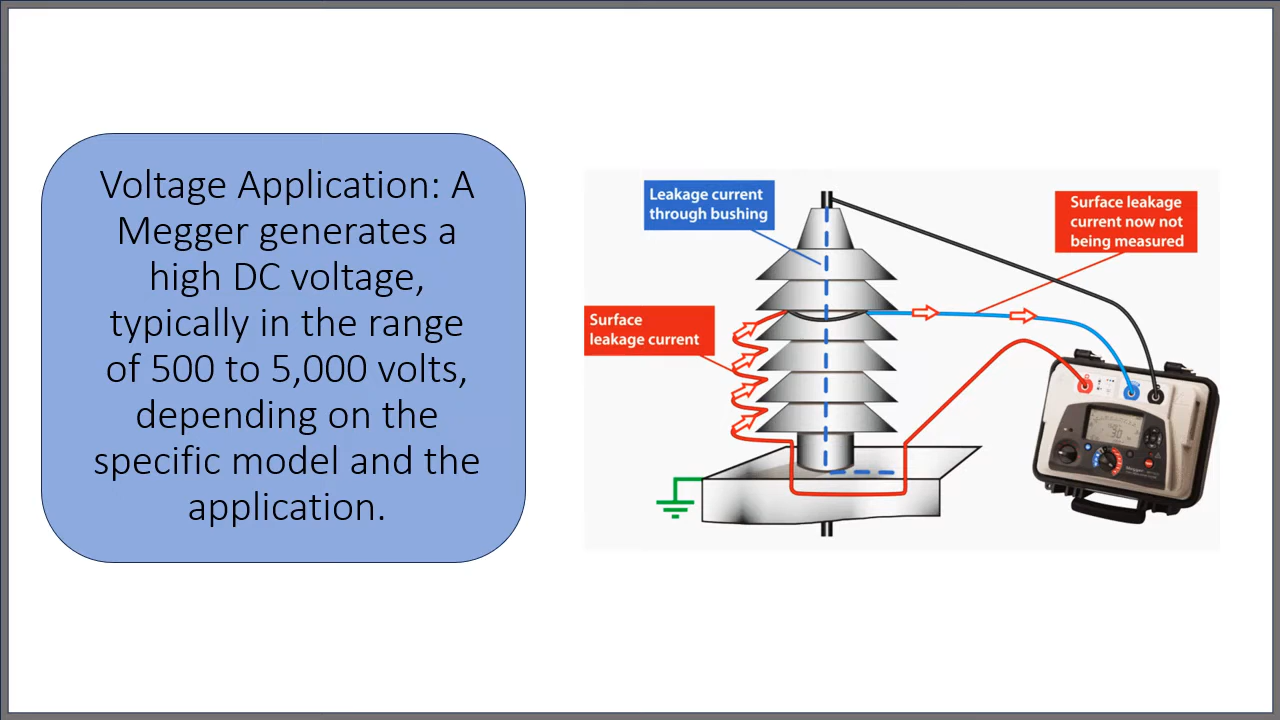 Voltage Application: A
Megger generates a
high DC voltage,
typically in the range
of 500 to 5,000 volts,
depending on the
specific model and the
application.
Leakage current
through bushing
Surface leakage
current now not
being measured
Surface
leakage current